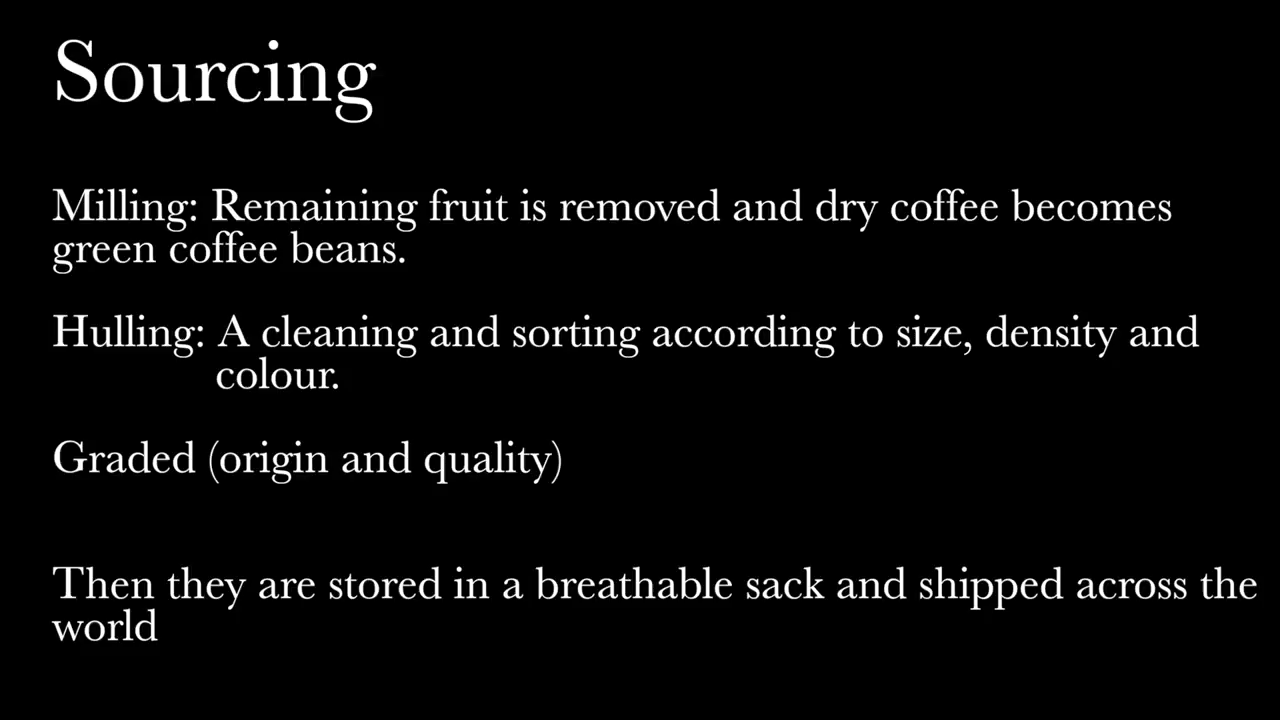 Sourcing
Milling: Remaining fruit is removed and dry coffee becomes
green coffee beans.
Hulling: A cleaning and sorting according to size, density and
colour.
Graded (origin and quality)
Then they are stored in a breathable sack and shipped across the
world